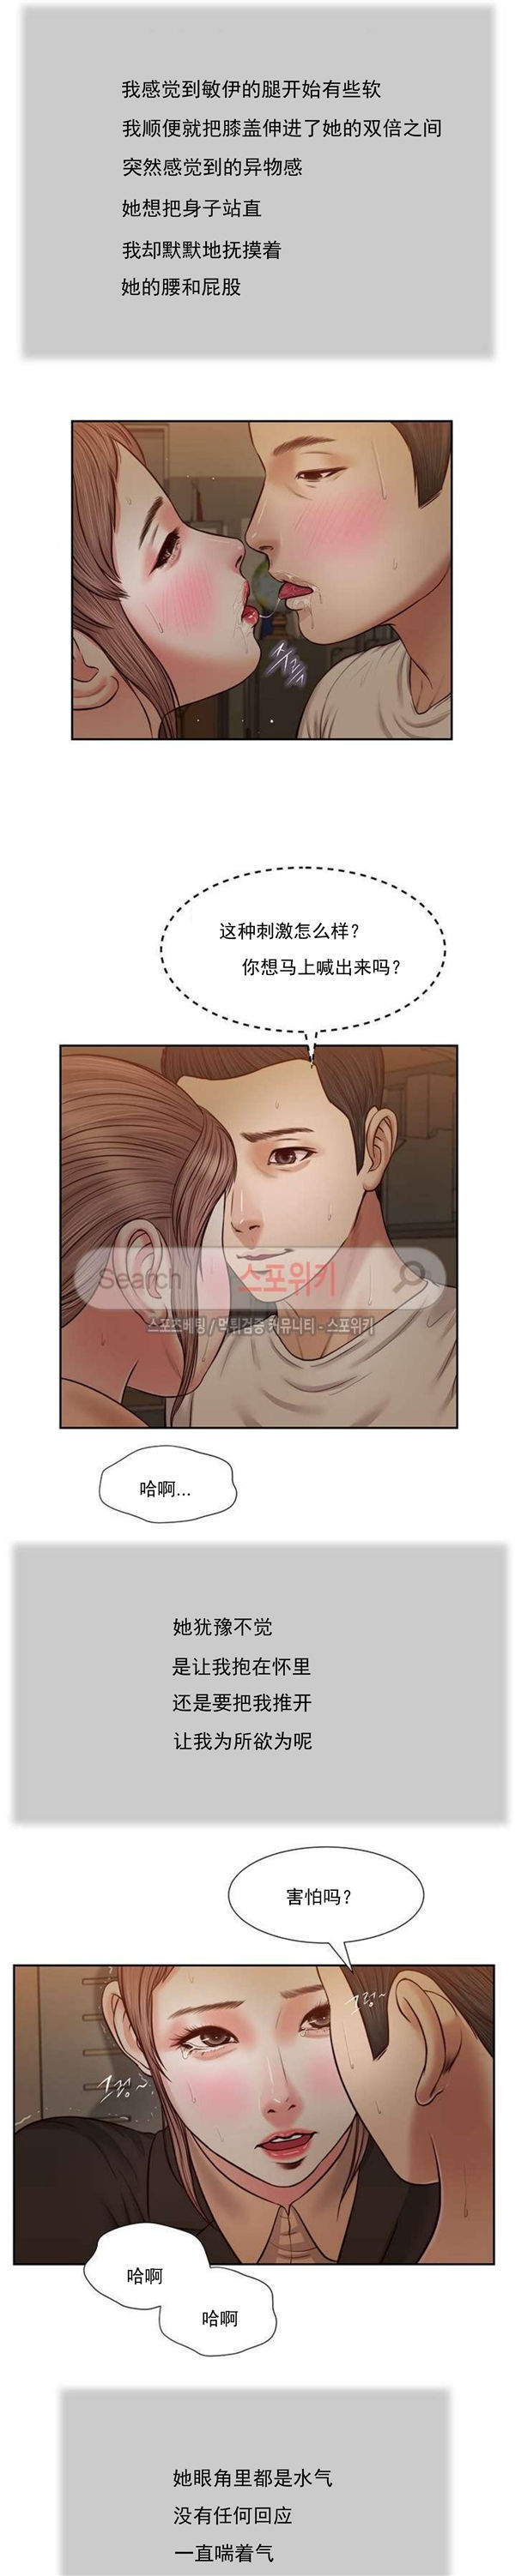 我感觉到敏伊的腿开始有些软
我顺便就把膝盖伸进了她的双倍之间
突然感觉到的异物感
她想把身子站直
我却默默地抚摸着
她的腰和屁股
这种刺激怎么样？
你想马上喊出来吗？
Search 스포위키
스포츠베팅 / 먹튀검증 커뮤니티 - 스포위키
哈啊...
她犹豫不觉
是让我抱在怀里
还是要把我推开
让我为所欲为呢
害怕吗？
그렁~
그렁~
哈啊
哈啊
她眼角里都是水气
没有任何回应
一直喘着气